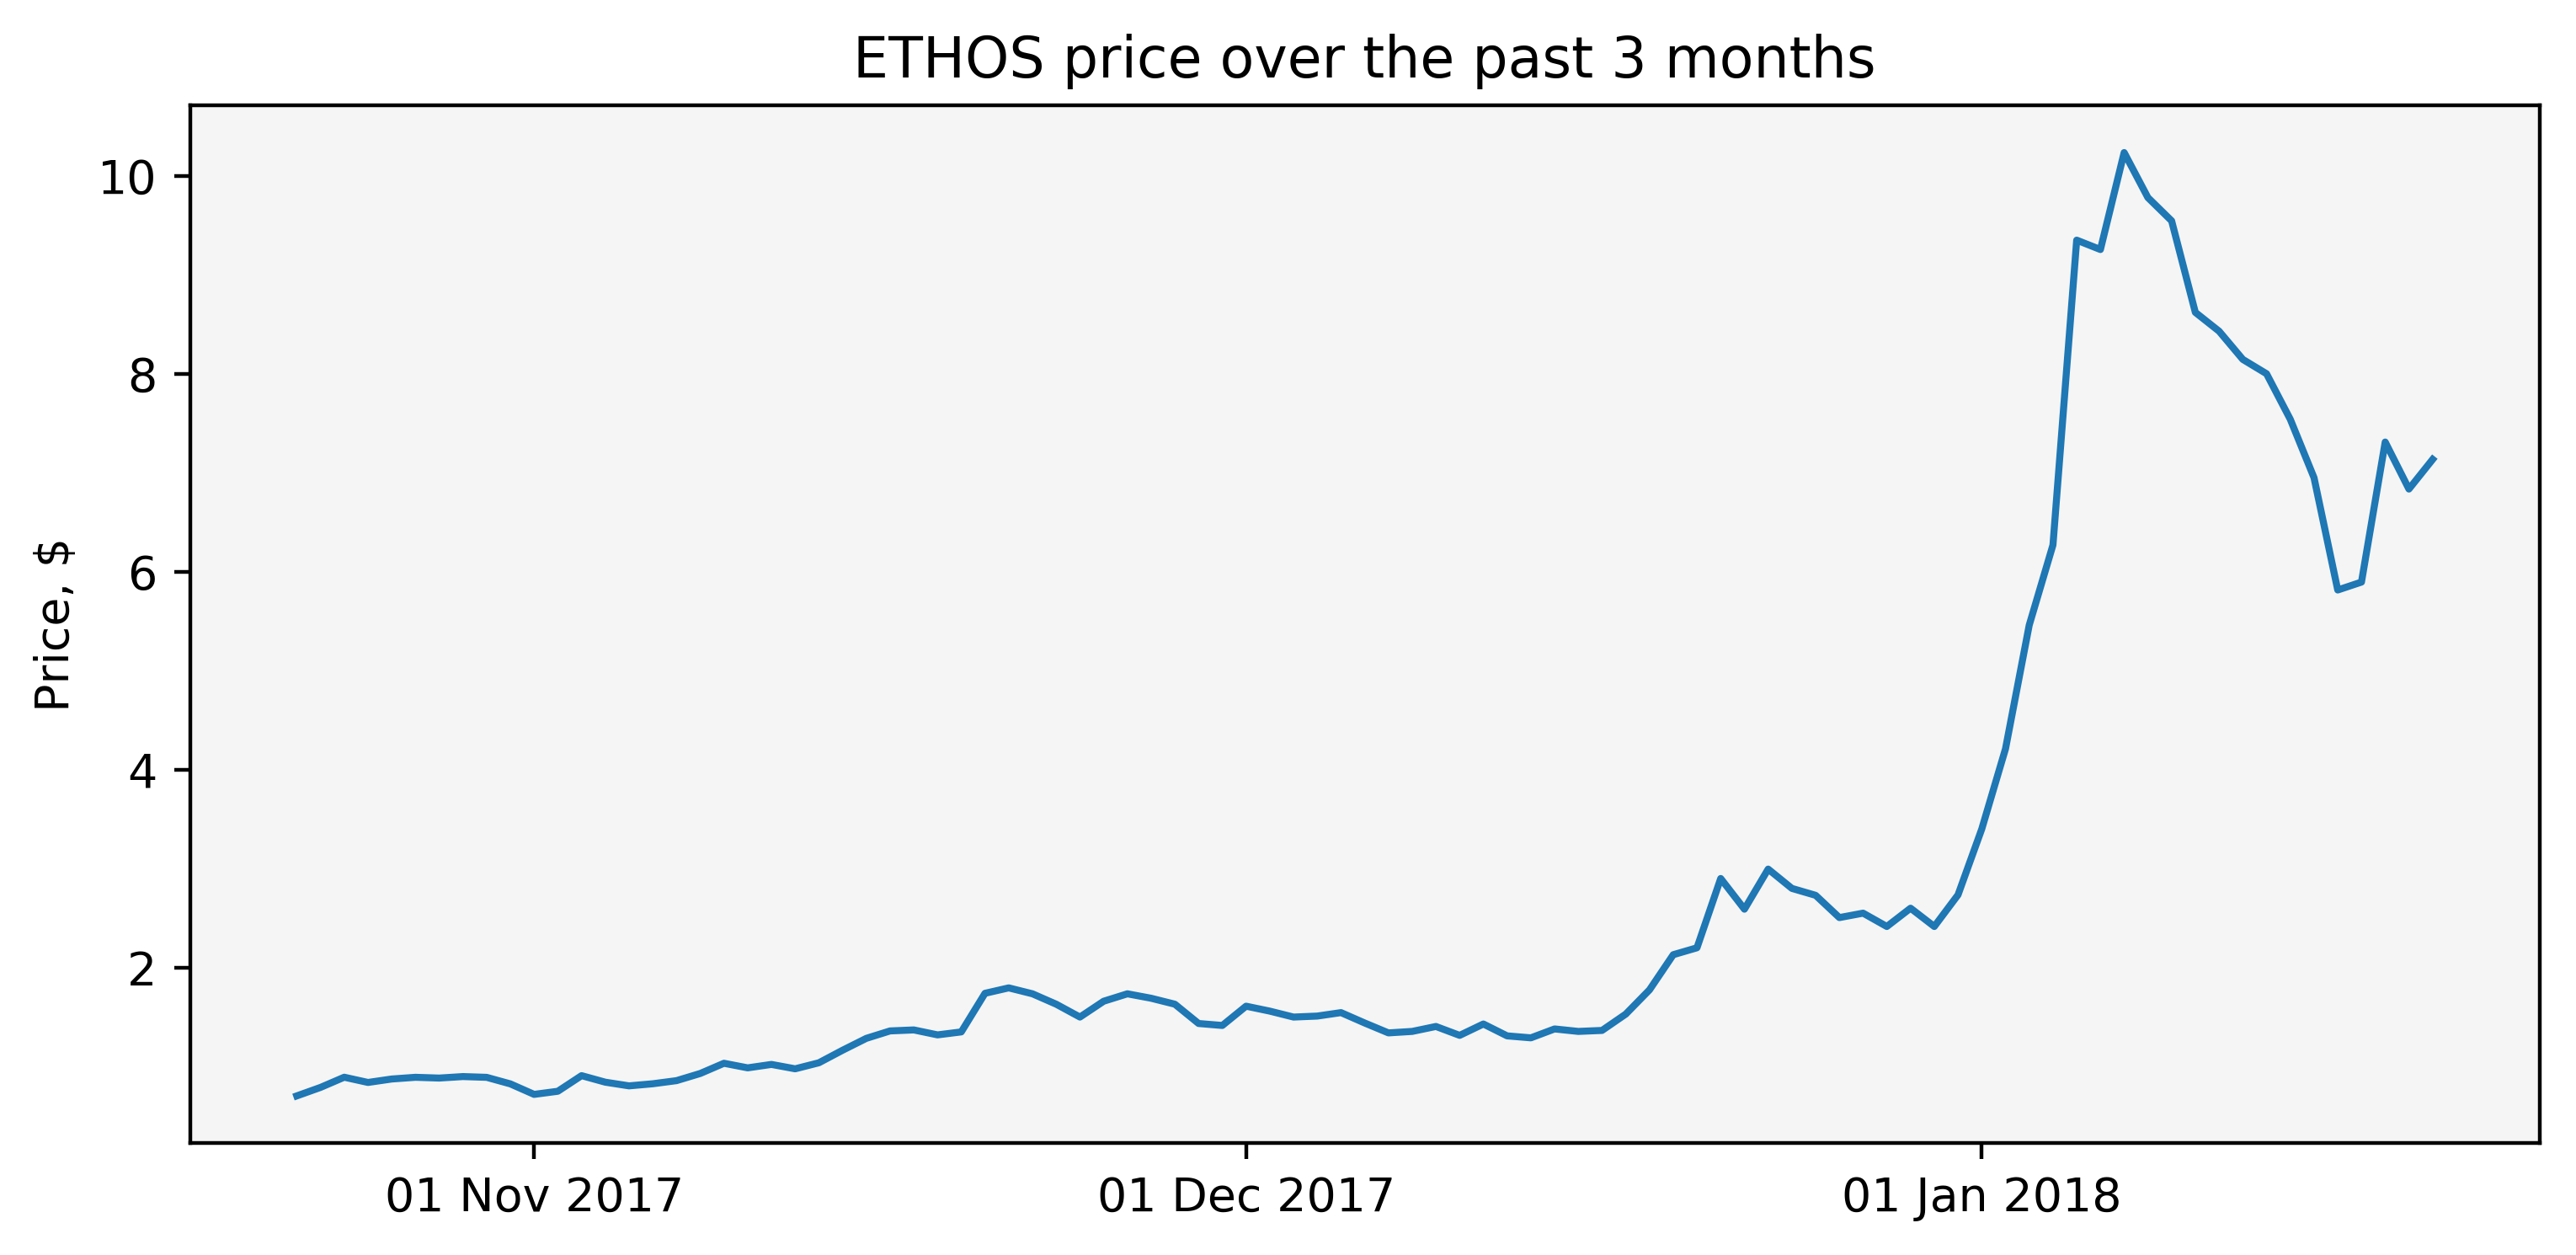 ETHOS price over the past 3 months
Price, $
10
8
6
4
2
01 Nov 2017
01 Dec 2017
01 Jan 2018